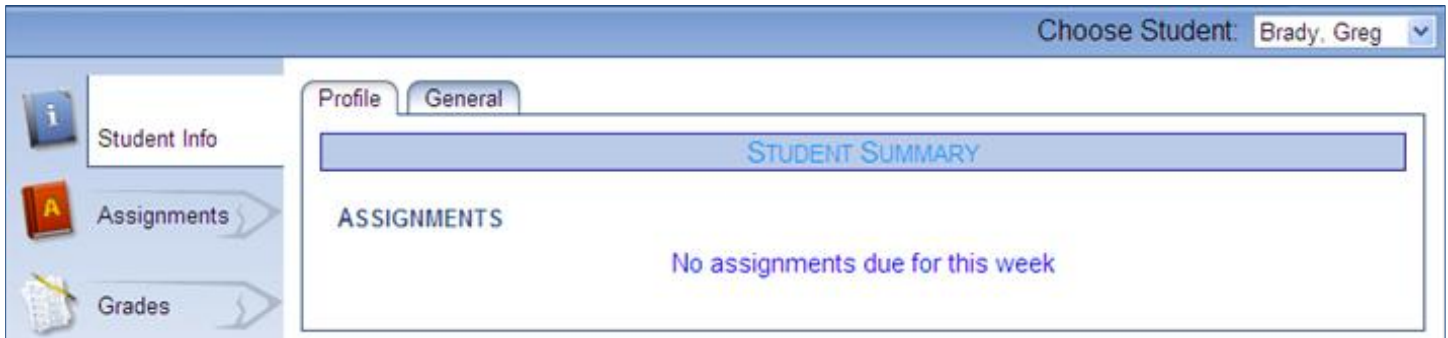 Choose Student: Brady, Greg
i
Student Info
A
Assignments
Grades
Profile General
STUDENT SUMMARY
ASSIGNMENTS
No assignments due for this week